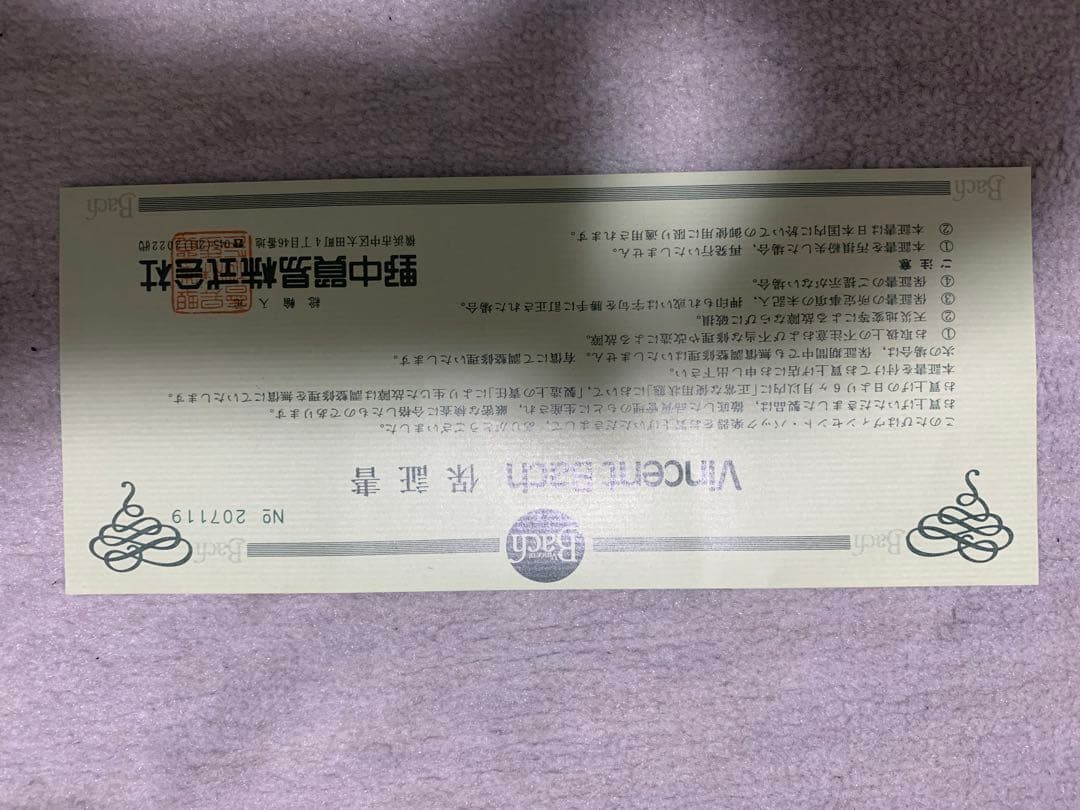 Bach Vincent Bach Bach
№ 207119
Vincent Bach 保証書
このたびはヴィンセント・バック楽器をお買上げいただきまして、ありがとうございました。
お買上げいただきました製品は、徹底した品質管理のもとに生産され、厳密な検査に合格したものであります。
お買上げの日より6ヶ月以内に「正常な使用状態」において、「製造上の責任」により生じた故障は調整修理を無償にていたします。
本証書を付けてお買上げ店にお申し出下さい。
次の場合は、保証期間中でも無償調整修理はいたしません。有償にて調整修理いたします。
① お取扱上の不注意および不当な修理や改造による故障。
② 天災地変等による故障ならびに破損。
③ 保証書の所定事項の未記入、押印もれ或いは字句を勝手に訂正された場合。
④ 保証書のご提示がない場合。
ご注意
① 本証書を汚損紛失した場合、再発行いたしません。
② 本証書は日本国内に於いての御使用に限り適用されます。
総輸入元
野中貿易株式会社
横浜市中区太田町4丁目46番地 ☎045(201)2022代
Bach Bach